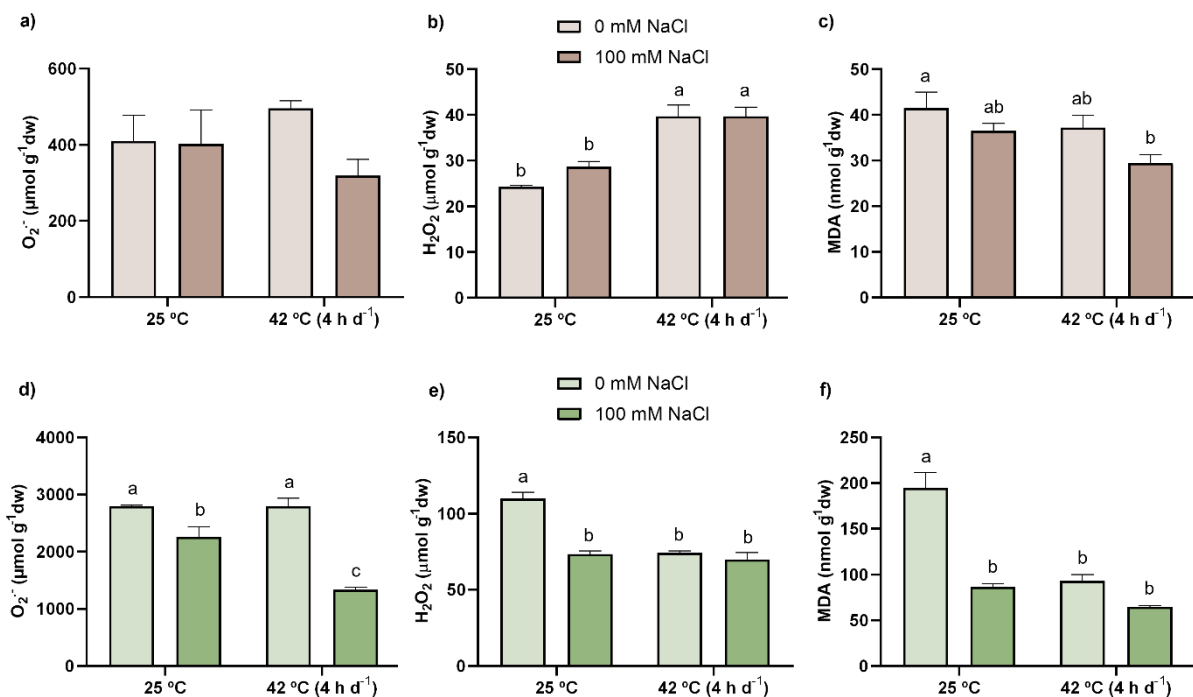 a)
b)
c)
0 mM NaCl
100 mM NaCl
O₂·⁻ (µmol g⁻¹dw)
600
400
200
0
25 ºC
42 ºC (4 h d⁻¹)
H₂O₂ (µmol g⁻¹dw)
50
40
30
20
10
0
b
b
a
a
25 ºC
42 ºC (4 h d⁻¹)
MDA (nmol g⁻¹dw)
50
40
30
20
10
0
a
ab
ab
b
25 ºC
42 ºC (4 h d⁻¹)
d)
e)
f)
0 mM NaCl
100 mM NaCl
O₂·⁻ (µmol g⁻¹dw)
4000
3000
2000
1000
0
a
b
a
c
25 ºC
42 ºC (4 h d⁻¹)
H₂O₂ (µmol g⁻¹dw)
150
100
50
0
a
b
b
b
25 ºC
42 ºC (4 h d⁻¹)
MDA (nmol g⁻¹dw)
250
200
150
100
50
0
a
b
b
b
25 ºC
42 ºC (4 h d⁻¹)